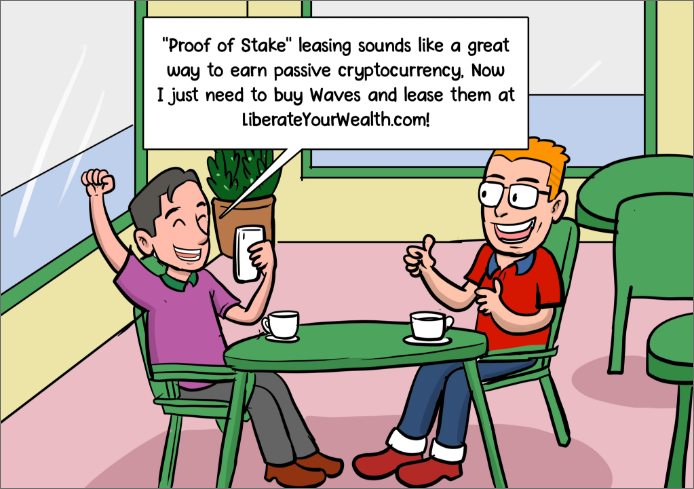 "Proof of Stake" leasing sounds like a great
way to earn passive cryptocurrency. Now
I just need to buy Waves and lease them at
LiberateYourWealth.com!